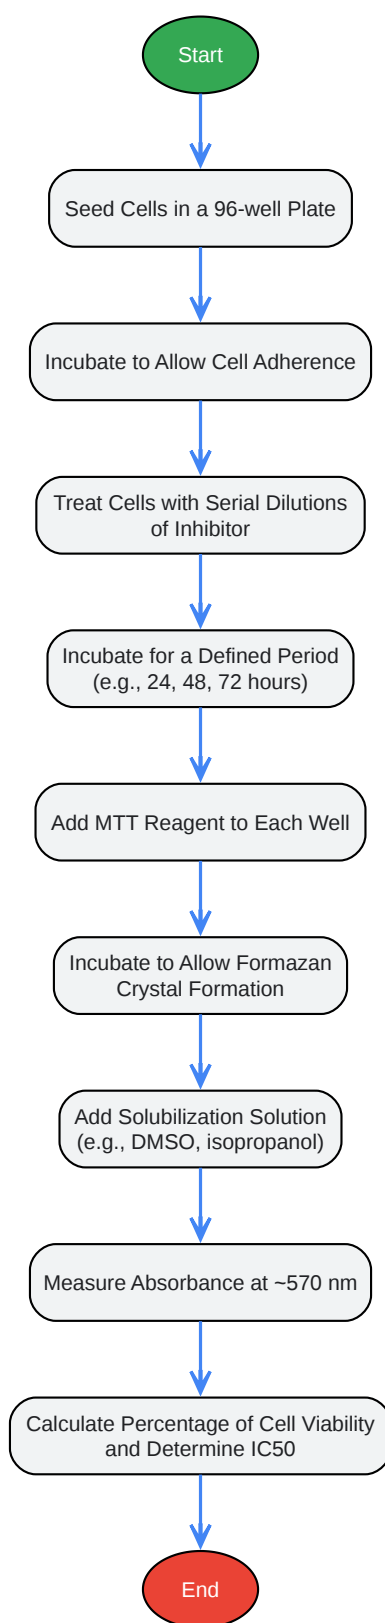 Start
Seed Cells in a 96-well Plate
Incubate to Allow Cell Adherence
Treat Cells with Serial Dilutions
of Inhibitor
Incubate for a Defined Period
(e.g., 24, 48, 72 hours)
Add MTT Reagent to Each Well
Incubate to Allow Formazan
Crystal Formation
Add Solubilization Solution
(e.g., DMSO, isopropanol)
Measure Absorbance at ~570 nm
Calculate Percentage of Cell Viability
and Determine IC50
End